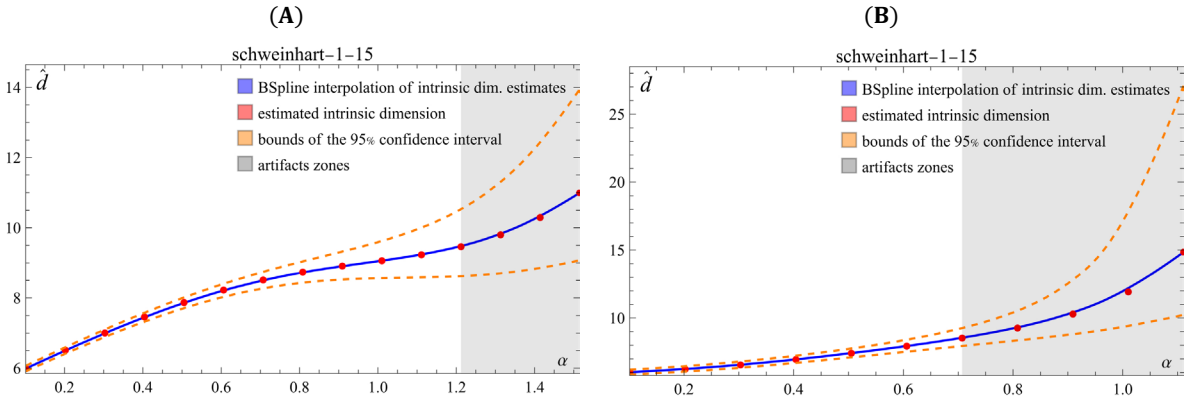 (A)
schweinhart–1–15
d̂
BSpline interpolation of intrinsic dim. estimates
estimated intrinsic dimension
bounds of the 95% confidence interval
artifacts zones
14
12
10
8
6
α
0.2 0.4 0.6 0.8 1.0 1.2 1.4
(B)
schweinhart–1–15
d̂
BSpline interpolation of intrinsic dim. estimates
estimated intrinsic dimension
bounds of the 95% confidence interval
artifacts zones
25
20
15
10
α
0.2 0.4 0.6 0.8 1.0